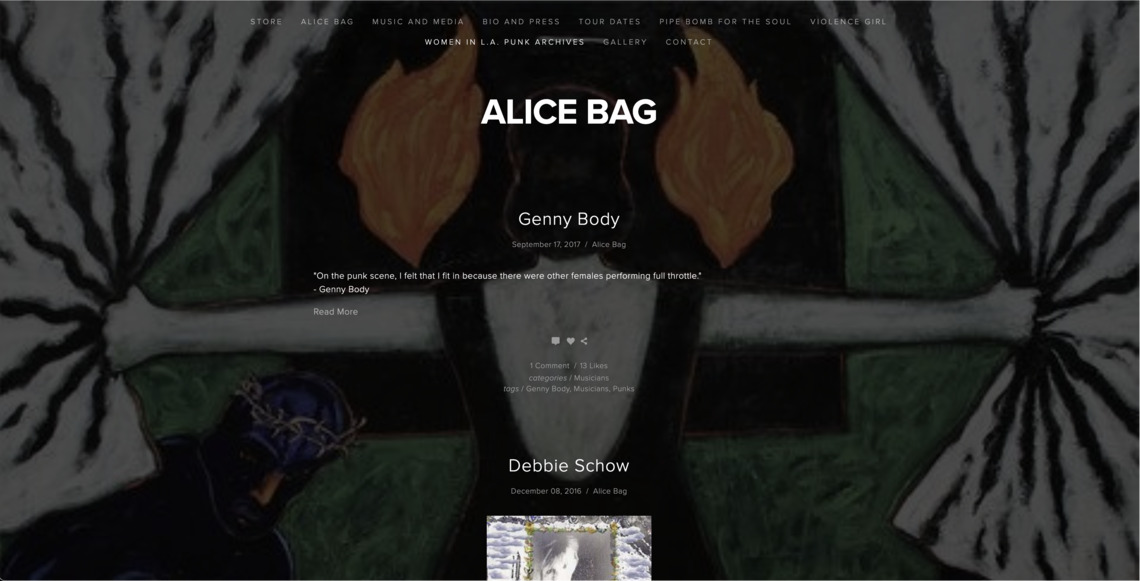 STORE ALICE BAG MUSIC AND MEDIA BIO AND PRESS TOUR DATES PIPE BOMB FOR THE SOUL VIOLENCE GIRL
WOMEN IN L.A. PUNK ARCHIVES GALLERY CONTACT
ALICE BAG
Genny Body
September 17, 2017 / Alice Bag
"On the punk scene, I felt that I fit in because there were other females performing full throttle."
- Genny Body
Read More
1 Comment / 13 Likes
categories / Musicians
tags / Genny Body, Musicians, Punks
Debbie Schow
December 08, 2016 / Alice Bag